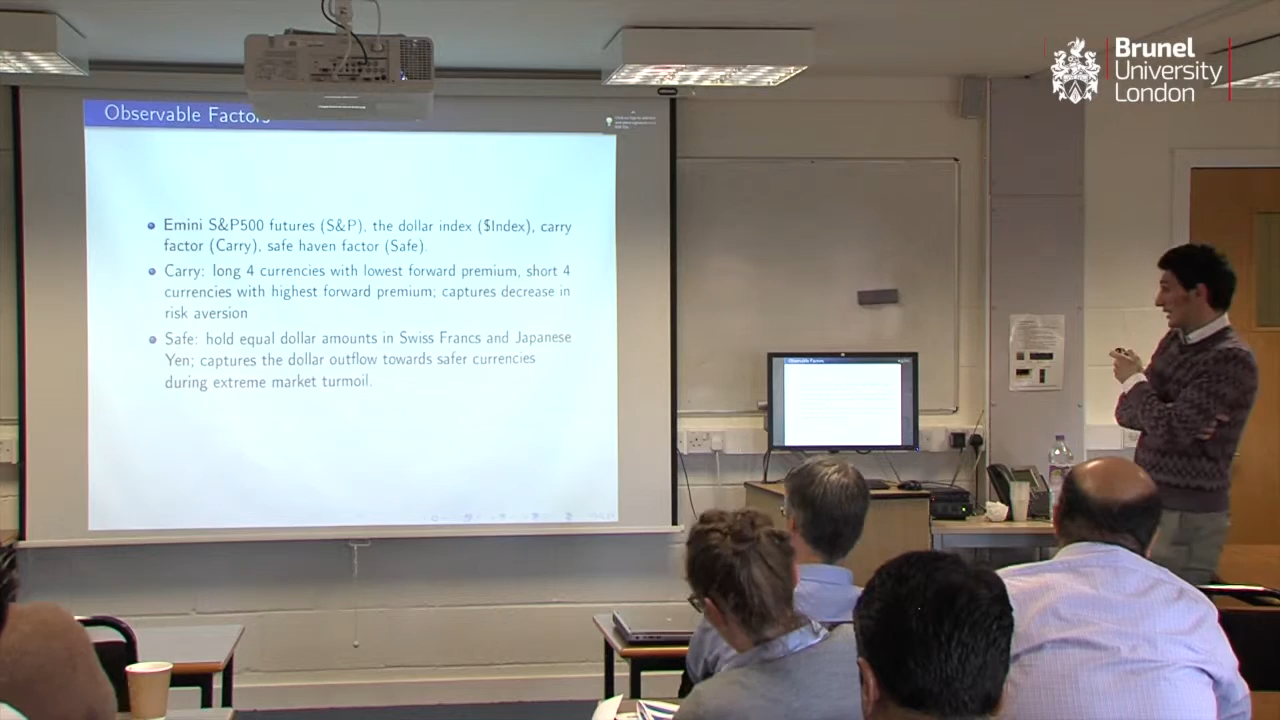 Brunel
University
London
Observable Factors
Emini S&P500 futures (S&P), the dollar index ($Index), carry
factor (Carry), safe haven factor (Safe).
Carry: long 4 currencies with lowest forward premium, short 4
currencies with highest forward premium; captures decrease in
risk aversion
Safe: hold equal dollar amounts in Swiss Francs and Japanese
Yen; captures the dollar outflow towards safer currencies
during extreme market turmoil.
Observable Factors